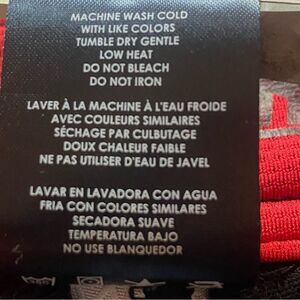 MACHINE WASH COLD
WITH LIKE COLORS
TUMBLE DRY GENTLE
LOW HEAT
DO NOT BLEACH
DO NOT IRON
LAVER À LA MACHINE À L'EAU FROIDE
AVEC COULEURS SIMILAIRES
SÉCHAGE PAR CULBUTAGE
DOUX CHALEUR FAIBLE
NE PAS UTILISER D'EAU DE JAVEL
LAVAR EN LAVADORA CON AGUA
FRIA CON COLORES SIMILARES
SECADORA SUAVE
TEMPERATURA BAJO
NO USE BLANQUEDOR